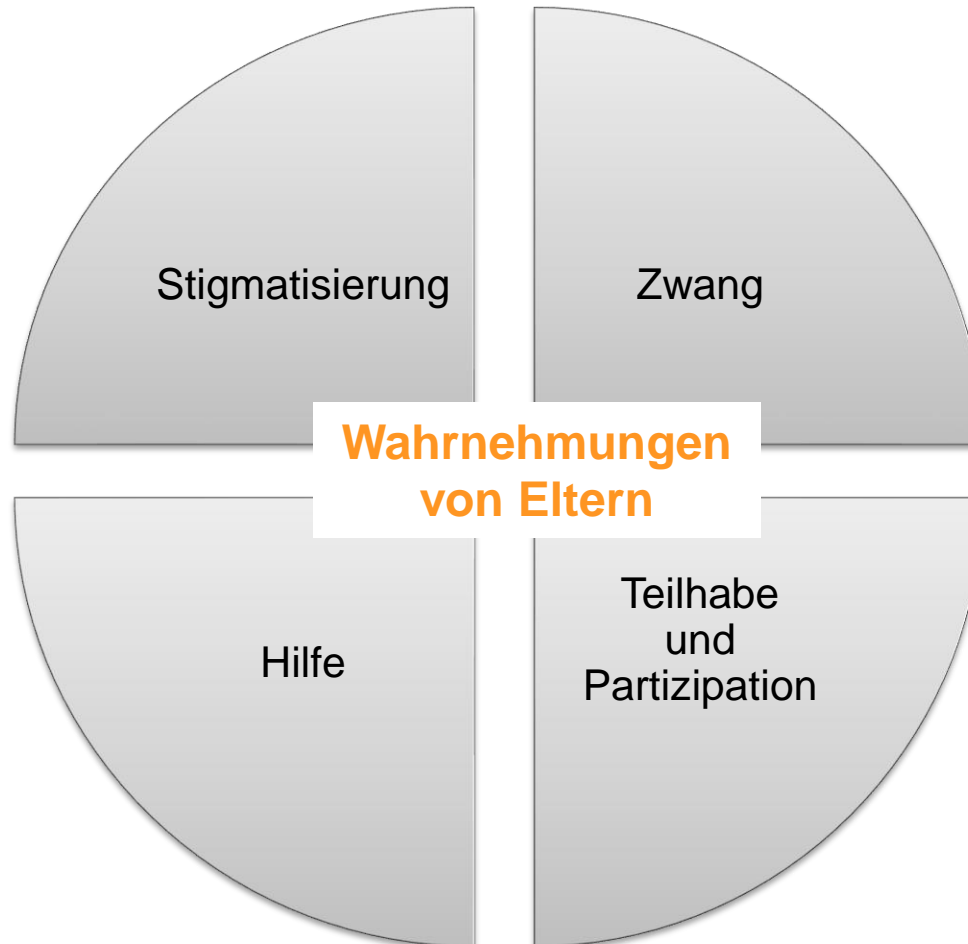 Stigmatisierung
Zwang
Wahrnehmungen
von Eltern
Hilfe
Teilhabe
und
Partizipation